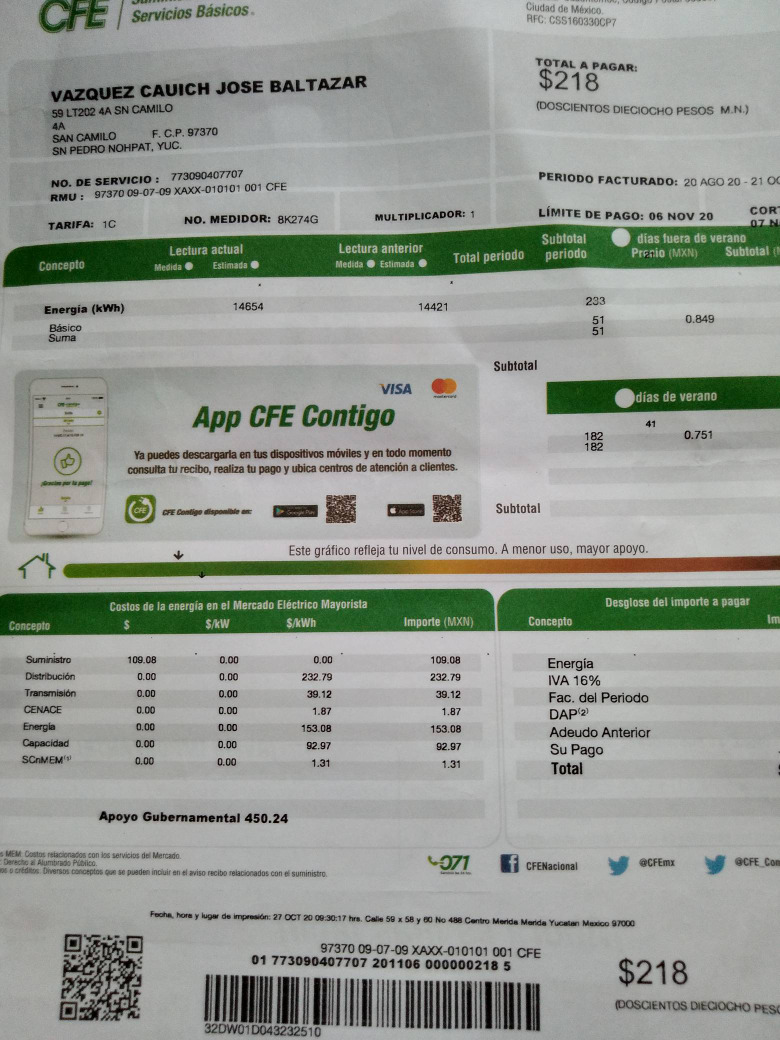 CFE
Servicios Básicos.
Ciudad de México.
RFC: CSS160330CP7
VAZQUEZ CAUICH JOSE BALTAZAR
59 LT202 4A SN CAMILO
4A
SAN CAMILO F. C.P. 97370
SN PEDRO NOHPAT, YUC.
TOTAL A PAGAR:
$218
(DOSCIENTOS DIECIOCHO PESOS M.N.)
NO. DE SERVICIO : 773090407707
RMU : 97370 09-07-09 XAXX-010101 001 CFE
PERIODO FACTURADO: 20 AGO 20 - 21 OC
TARIFA: 1C NO. MEDIDOR: 8K274G MULTIPLICADOR: 1
LÍMITE DE PAGO: 06 NOV 20
CORT
07 N
Concepto Lectura actual Medida Estimada Lectura anterior Medida Estimada Total periodo Subtotal periodo días fuera de verano Precio (MXN) Subtotal
Energía (kWh) 14654 14421 233
Básico 51 0.849
Suma 51
Subtotal
VISA mastercard
App CFE Contigo
Ya puedes descargarla en tus dispositivos móviles y en todo momento
consulta tu recibo, realiza tu pago y ubica centros de atención a clientes.
¡Gracias por tu pago!
CFE CFE Contigo disponible en: Google Play App Store
días de verano
41
182 0.751
182
Subtotal
Este gráfico refleja tu nivel de consumo. A menor uso, mayor apoyo.
Costos de la energía en el Mercado Eléctrico Mayorista
Concepto $ $/kW $/kWh Importe (MXN)
Suministro 109.08 0.00 0.00 109.08
Distribución 0.00 0.00 232.79 232.79
Transmisión 0.00 0.00 39.12 39.12
CENACE 0.00 0.00 1.87 1.87
Energía 0.00 0.00 153.08 153.08
Capacidad 0.00 0.00 92.97 92.97
SCnMEM(¹) 0.00 0.00 1.31 1.31
Apoyo Gubernamental 450.24
Desglose del importe a pagar
Concepto Im
Energía
IVA 16%
Fac. del Periodo
DAP(²)
Adeudo Anterior
Su Pago
Total
s MEM: Costos relacionados con los servicios del Mercado.
: Derecho al Alumbrado Público.
os o créditos. Diversos conceptos que se pueden incluir en el aviso recibo relacionados con el suministro.
071 CFENacional @CFEmx @CFE_Con
Fecha, hora y lugar de impresión: 27 OCT 20 09:30:17 hrs. Calle 59 x 58 y 60 No 488 Centro Merida Merida Yucatan Mexico 97000
97370 09-07-09 XAXX-010101 001 CFE
01 773090407707 201106 000000218 5
32DW01D043232510
$218
(DOSCIENTOS DIECIOCHO PESO